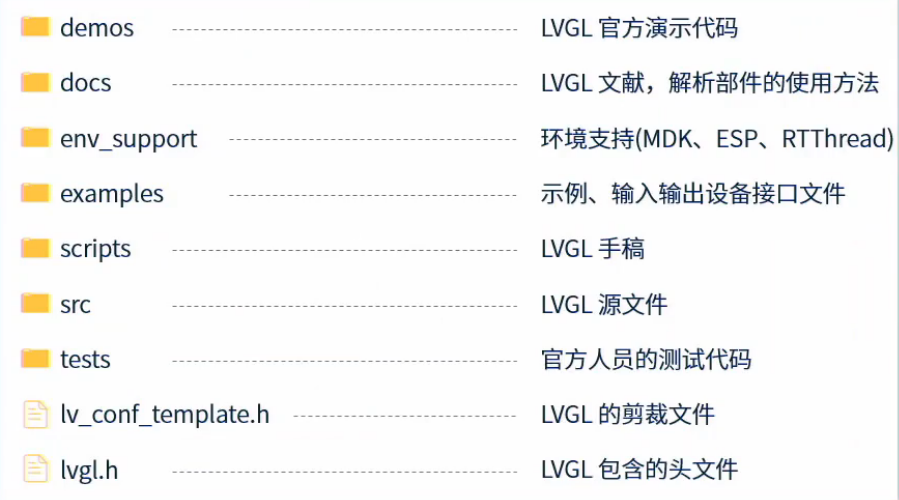 demos LVGL 官方演示代码
docs LVGL 文献，解析部件的使用方法
env_support 环境支持(MDK、ESP、RTThread)
examples 示例、输入输出设备接口文件
scripts LVGL 手稿
src LVGL 源文件
tests 官方人员的测试代码
lv_conf_template.h LVGL 的剪裁文件
lvgl.h LVGL 包含的头文件